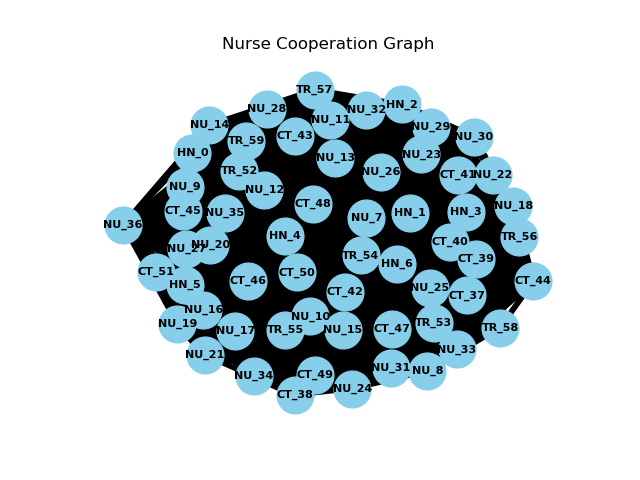 Nurse Cooperation Graph
TR_57
NU_28
HN_2
NU_32
NU_11
NU_14
NU_29
CT_43
NU_30
TR_59
HN_0
NU_23
NU_13
TR_52
NU_26
CT_41
NU_22
NU_9
NU_12
CT_48
NU_18
CT_45
NU_35
HN_1
HN_3
NU_7
NU_36
HN_4
TR_56
CT_40
NU_27
NU_20
TR_54
CT_39
HN_6
CT_51
CT_50
CT_46
CT_44
HN_5
NU_25
CT_42
CT_37
NU_16
NU_10
NU_19
TR_53
TR_58
NU_17
TR_55
NU_15
CT_47
NU_33
NU_21
NU_31
NU_8
NU_34
CT_49
NU_24
CT_38